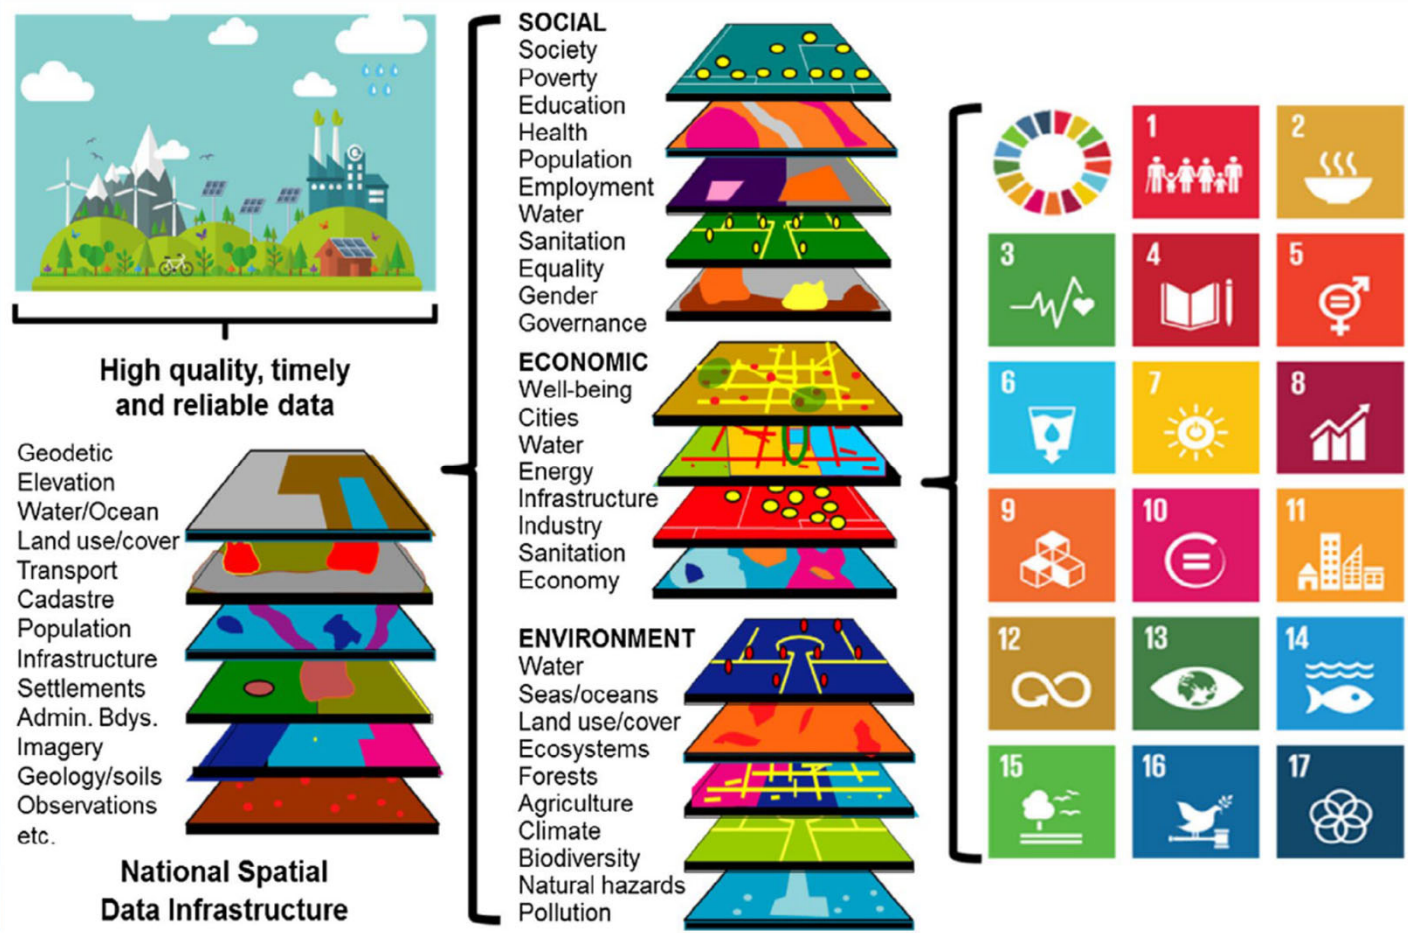 High quality, timely
and reliable data
Geodetic
Elevation
Water/Ocean
Land use/cover
Transport
Cadastre
Population
Infrastructure
Settlements
Admin. Bdys.
Imagery
Geology/soils
Observations
etc.
National Spatial
Data Infrastructure
SOCIAL
Society
Poverty
Education
Health
Population
Employment
Water
Sanitation
Equality
Gender
Governance
ECONOMIC
Well-being
Cities
Water
Energy
Infrastructure
Industry
Sanitation
Economy
ENVIRONMENT
Water
Seas/oceans
Land use/cover
Ecosystems
Forests
Agriculture
Climate
Biodiversity
Natural hazards
Pollution
1
2
3
4
5
6
7
8
9
10
11
12
13
14
15
16
17